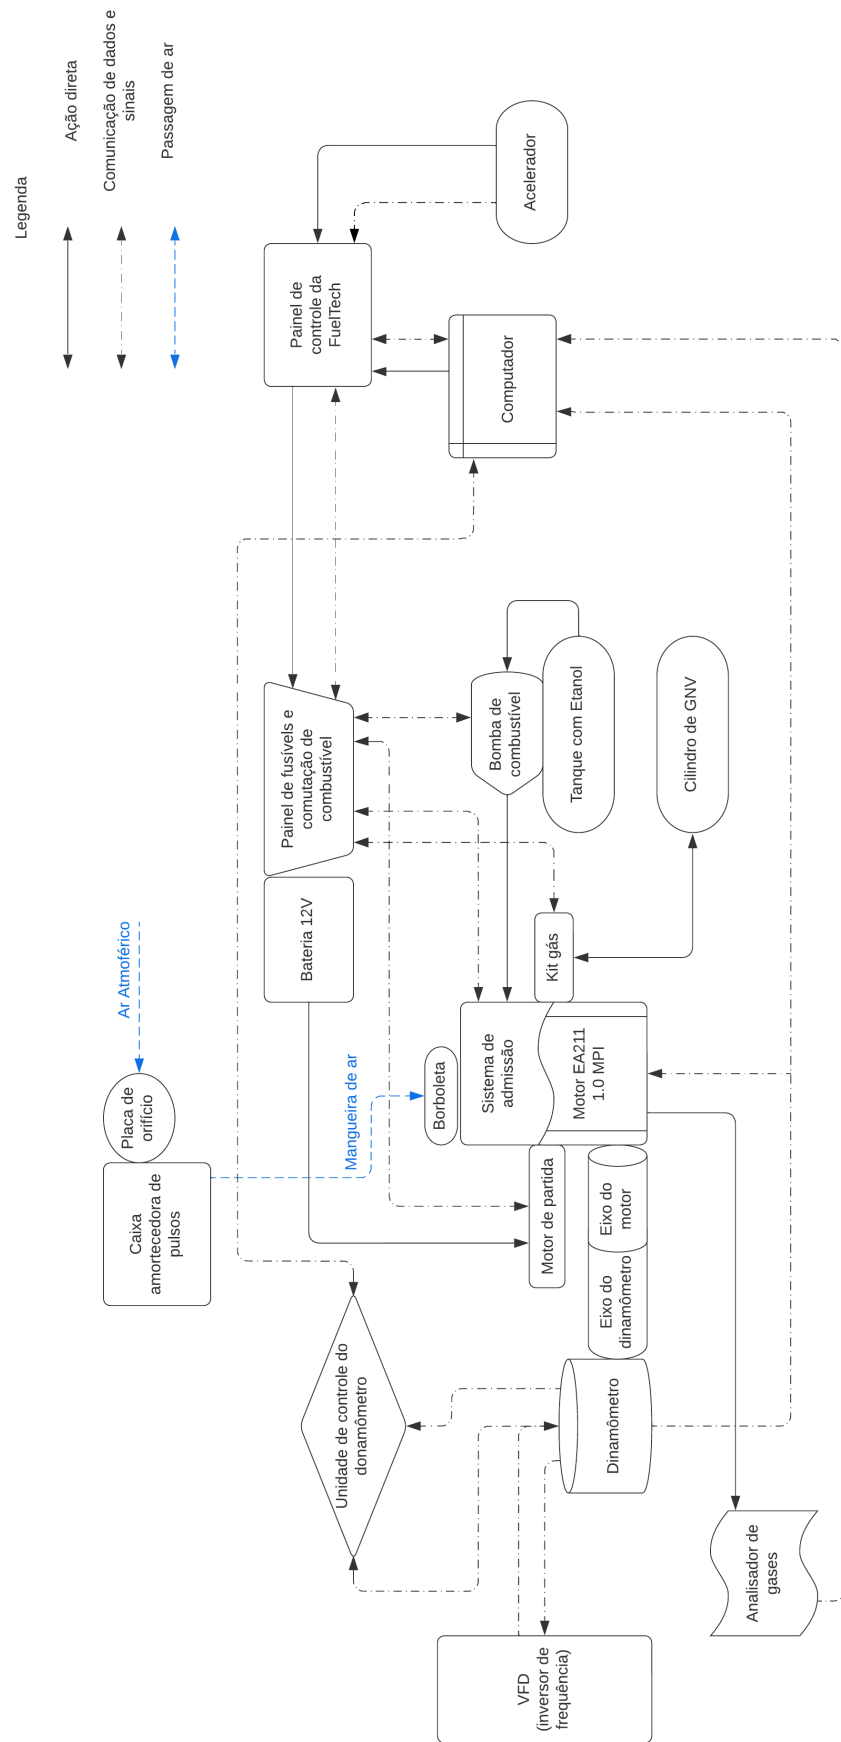 Legenda
Ação direta
Comunicação de dados e
sinais
Passagem de ar
Ar Atmoférico
Placa de
orifício
Caixa
amortecedora de
pulsos
Mangueira de ar
Bateria 12V
Painel de fusívels e
comutação de
combustível
Painel de
controle da
FuelTech
Unidade de controle do
donamômetro
Borboleta
Sistema de
admissão
Motor EA211
1.0 MPI
Bomba de
combustível
Tanque com Etanol
Computador
Acelerador
Motor de partida
Kit gás
Cilindro de GNV
VFD
(inversor de
frequência)
Dinamômetro
Eixo do
dinamômetro
Eixo do
motor
Analisador de
gases